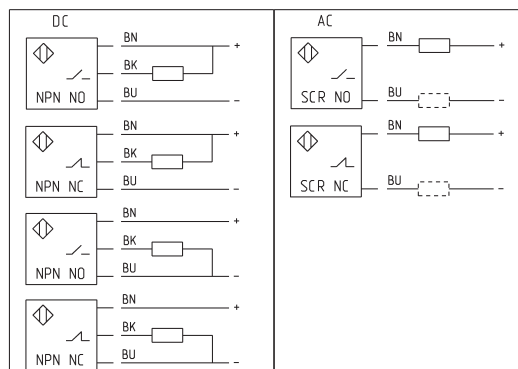 DC
BN
+
BK
NPN NO
BU
-
BN
+
BK
NPN NC
BU
-
BN
+
BK
NPN NO
BU
-
BN
+
BK
NPN NC
BU
-
AC
BN
+
SCR NO
BU
-
BN
+
SCR NC
BU
-